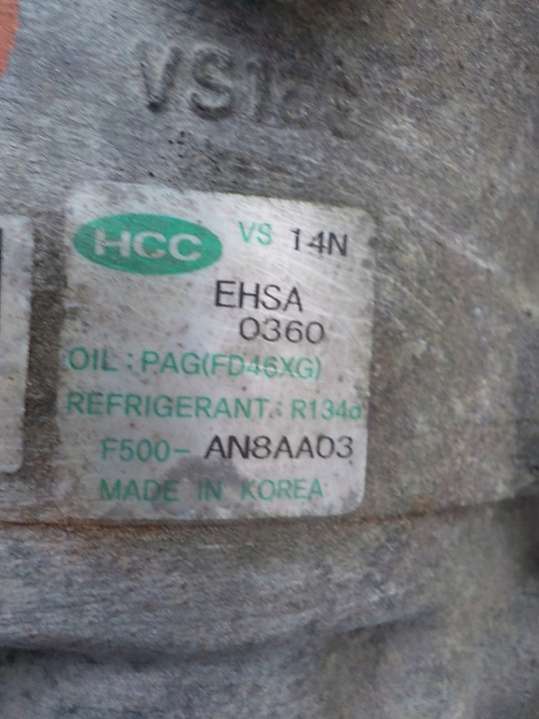 HCC VS 14N
EHSA
0360
OIL : PAG(FD46XG)
REFRIGERANT : R134a
F500- AN8AA03
MADE IN KOREA